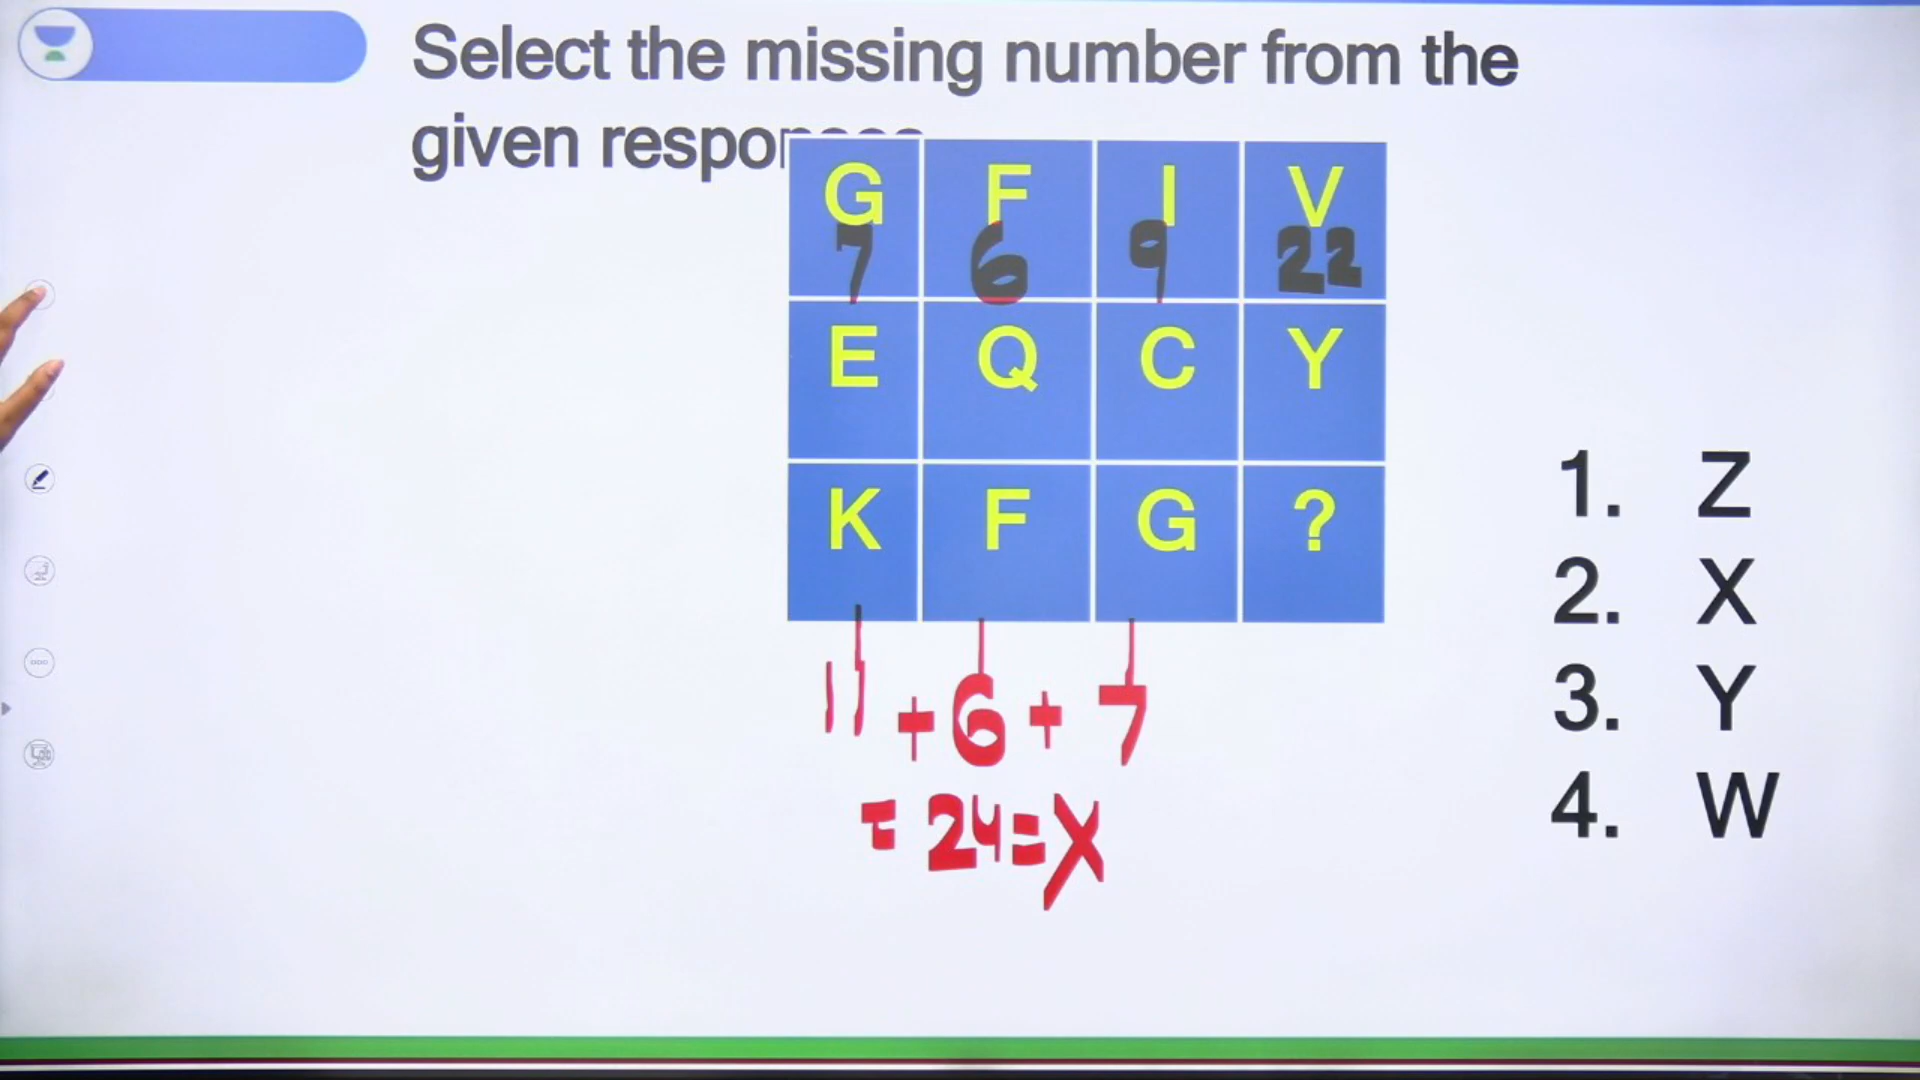 Select the missing number from the
given responses
G F I V
7 6 9 22
E Q C Y
K F G ?
1. Z
2. X
3. Y
4. W
11 + 6 + 7
= 24 = X